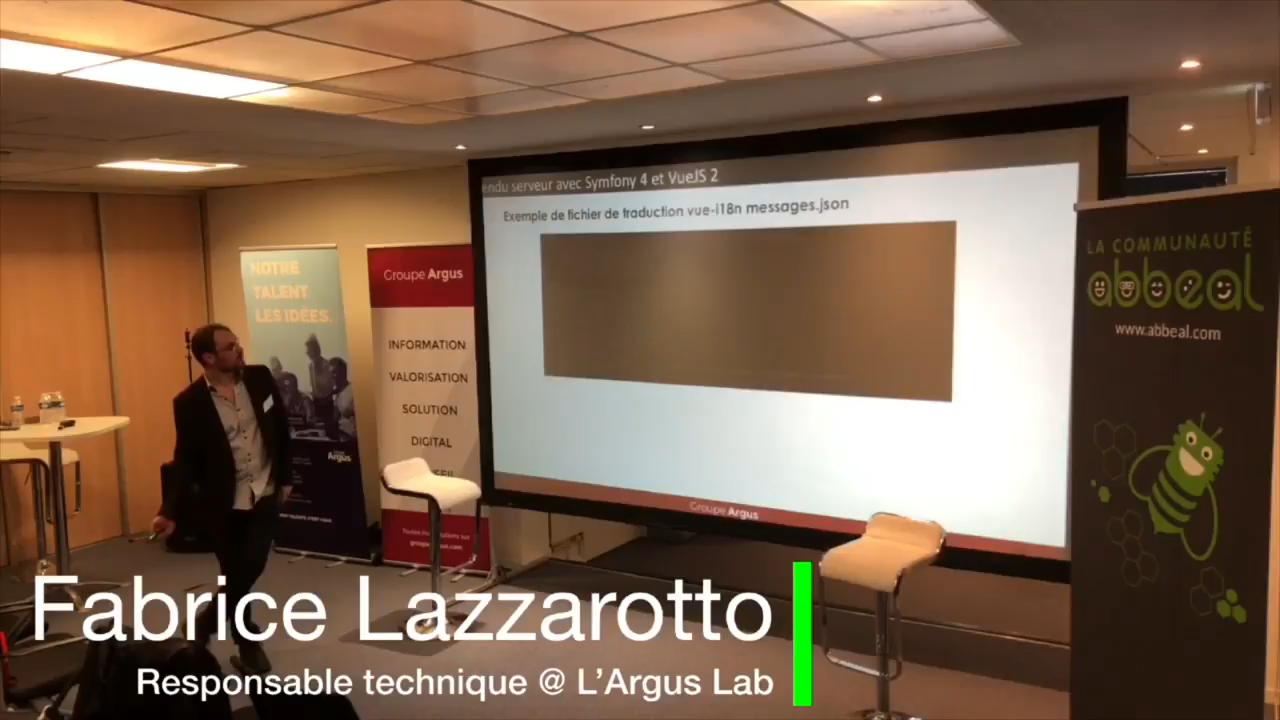 endu serveur avec Symfony 4 et VueJS 2
Exemple de fichier de traduction vue-i18n messages.json
Groupe Argus
NOTRE
TALENT
LES IDÉES.
Argus
Groupe Argus
INFORMATION
VALORISATION
SOLUTION
DIGITAL
LA COMMUNAUTÉ
abbeal
www.abbeal.com
Fabrice Lazzarotto
Responsable technique @ L'Argus Lab